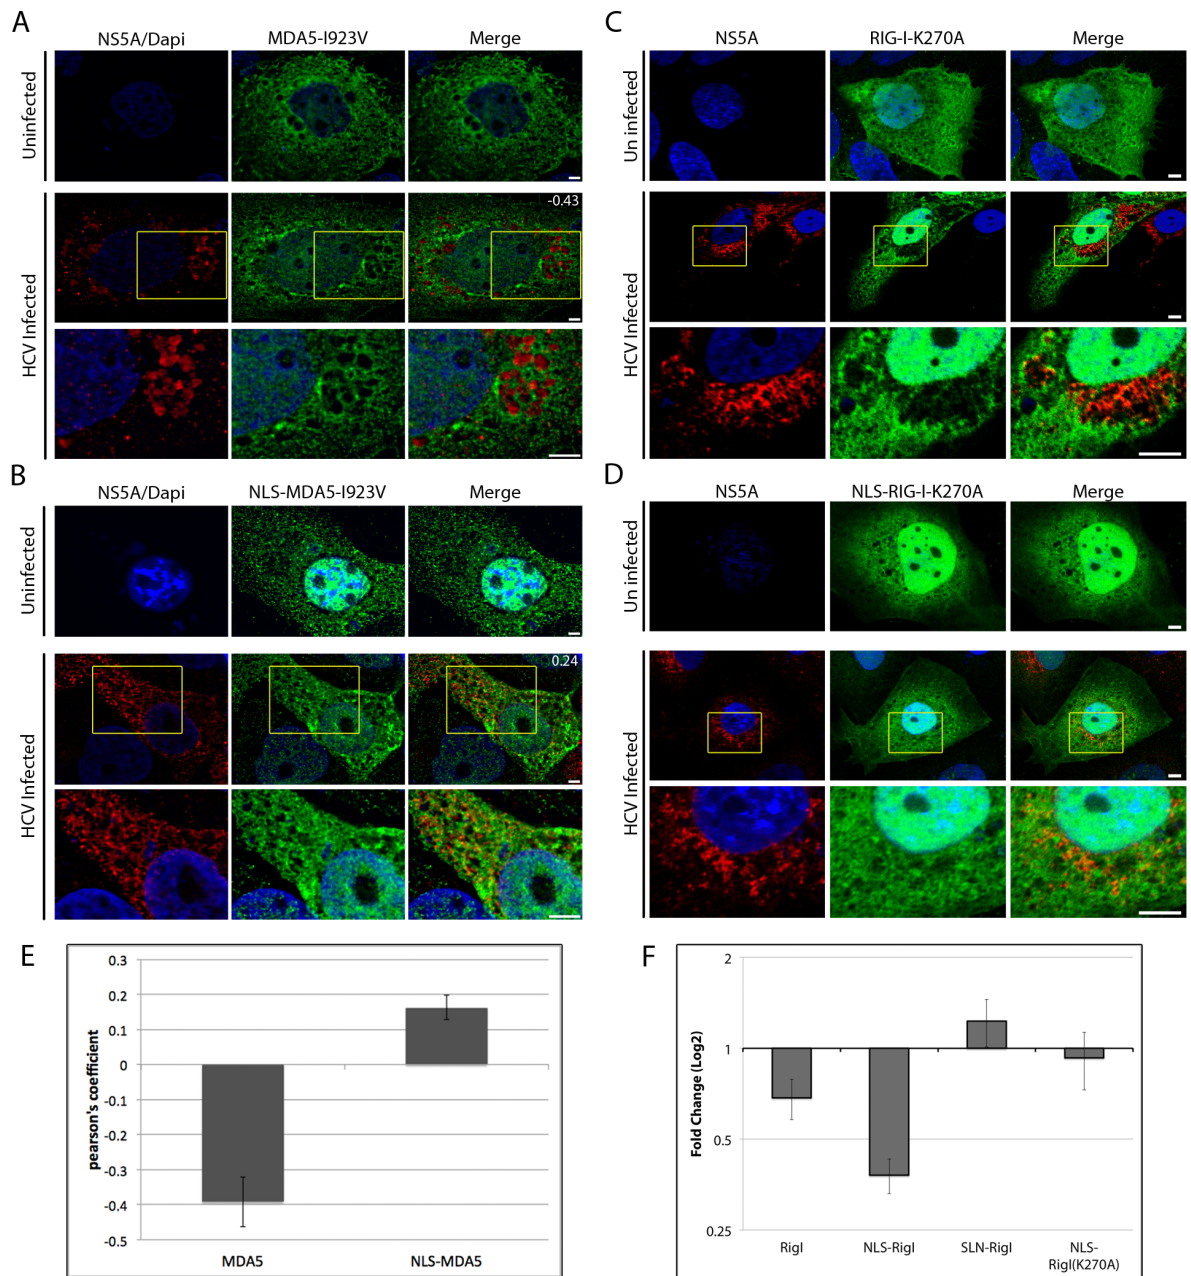 A
NS5A/Dapi MDA5-I923V Merge
Uninfected
HCV Infected
-0.43
B
NS5A/Dapi NLS-MDA5-I923V Merge
Uninfected
HCV Infected
0.24
C
NS5A RIG-I-K270A Merge
Un infected
HCV Infected
D
NS5A NLS-RIG-I-K270A Merge
Un infected
HCV Infected
E
pearson's coefficient
0.3
0.2
0.1
0
-0.1
-0.2
-0.3
-0.4
-0.5
MDA5 NLS-MDA5
F
Fold Change (Log2)
2
1
0.5
0.25
RigI NLS-RigI SLN-RigI NLS-
RigI(K270A)